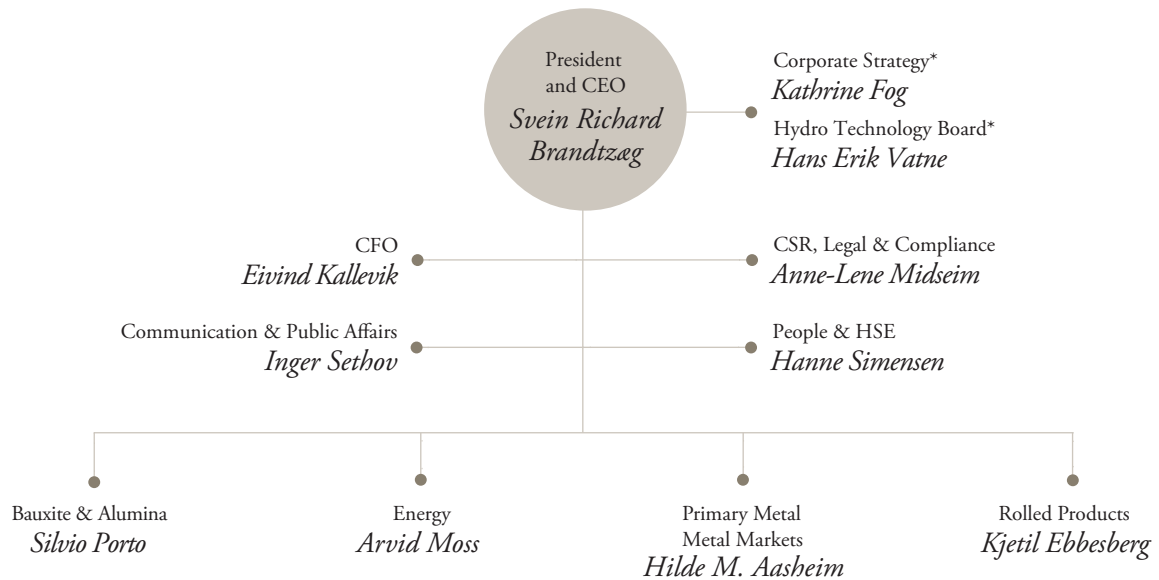 President
and CEO
Svein Richard
Brandtzæg
Corporate Strategy*
Kathrine Fog
Hydro Technology Board*
Hans Erik Vatne
CFO
Eivind Kallevik
CSR, Legal & Compliance
Anne-Lene Midseim
Communication & Public Affairs
Inger Sethov
People & HSE
Hanne Simensen
Bauxite & Alumina
Silvio Porto
Energy
Arvid Moss
Primary Metal
Metal Markets
Hilde M. Aasheim
Rolled Products
Kjetil Ebbesberg